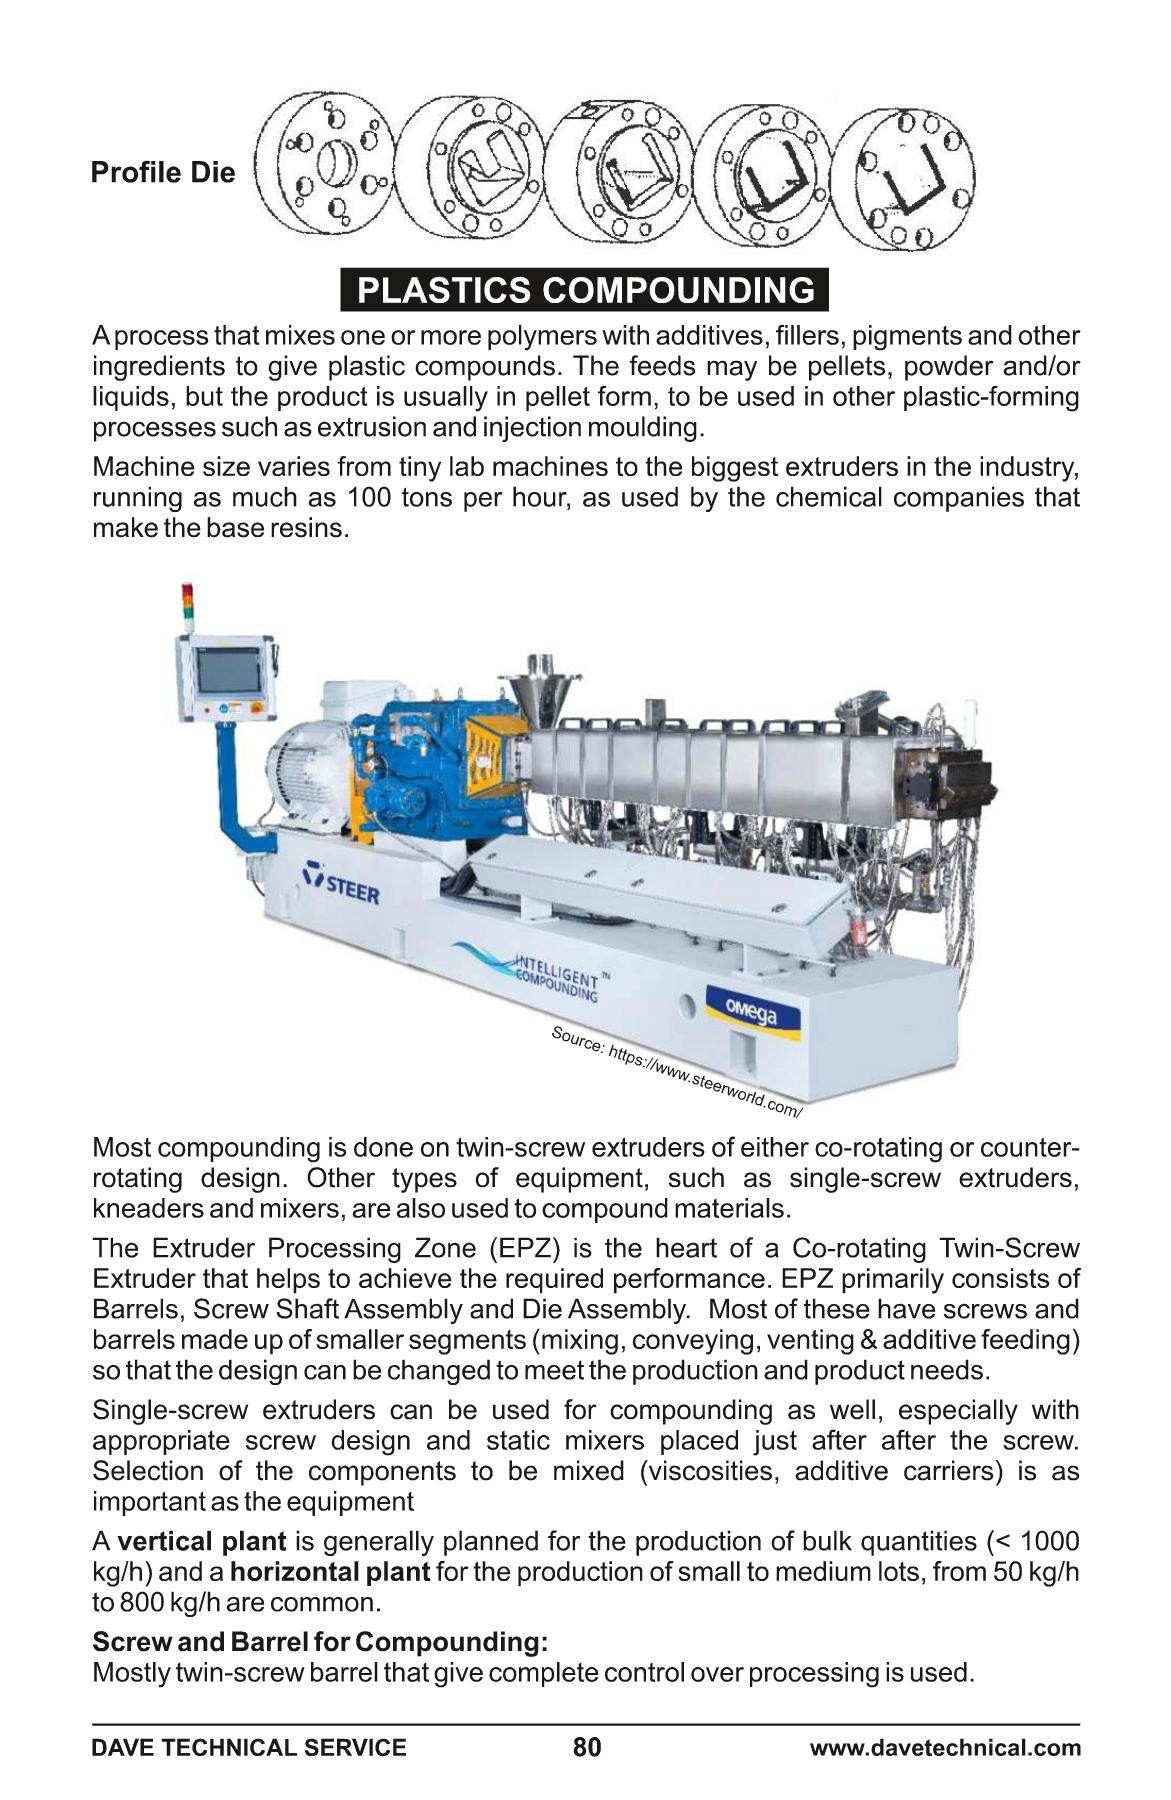 Profile Die
PLASTICS COMPOUNDING
A process that mixes one or more polymers with additives, fillers, pigments and other
ingredients to give plastic compounds. The feeds may be pellets, powder and/or
liquids, but the product is usually in pellet form, to be used in other plastic-forming
processes such as extrusion and injection moulding.
Machine size varies from tiny lab machines to the biggest extruders in the industry,
running as much as 100 tons per hour, as used by the chemical companies that
make the base resins.
STEER
INTELLIGENT ™
COMPOUNDING
OMega
Source: https://www.steerworld.com/
Most compounding is done on twin-screw extruders of either co-rotating or counter-
rotating design. Other types of equipment, such as single-screw extruders,
kneaders and mixers, are also used to compound materials.
The Extruder Processing Zone (EPZ) is the heart of a Co-rotating Twin-Screw
Extruder that helps to achieve the required performance. EPZ primarily consists of
Barrels, Screw Shaft Assembly and Die Assembly. Most of these have screws and
barrels made up of smaller segments (mixing, conveying, venting & additive feeding)
so that the design can be changed to meet the production and product needs.
Single-screw extruders can be used for compounding as well, especially with
appropriate screw design and static mixers placed just after after the screw.
Selection of the components to be mixed (viscosities, additive carriers) is as
important as the equipment
A vertical plant is generally planned for the production of bulk quantities (< 1000
kg/h) and a horizontal plant for the production of small to medium lots, from 50 kg/h
to 800 kg/h are common.
Screw and Barrel for Compounding:
Mostly twin-screw barrel that give complete control over processing is used.
DAVE TECHNICAL SERVICE 80 www.davetechnical.com